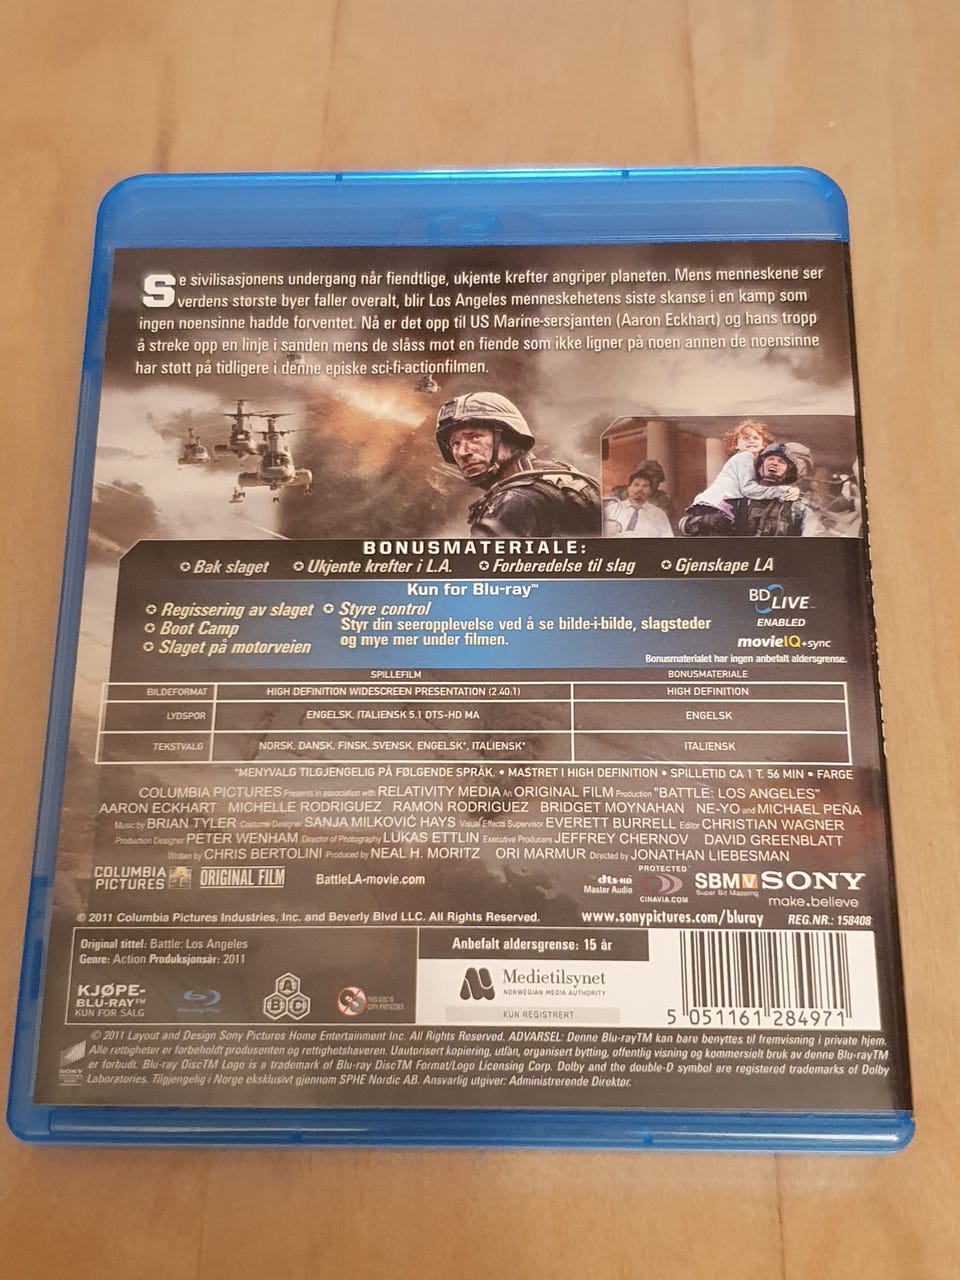 Se sivilisasjonens undergang når fiendtlige, ukjente krefter angriper planeten. Mens menneskene ser
verdens største byer faller overalt, blir Los Angeles menneskehetens siste skanse i en kamp som
ingen noensinne hadde forventet. Nå er det opp til US Marine-sersjanten (Aaron Eckhart) og hans tropp
å streke opp en linje i sanden mens de slåss mot en fiende som ikke ligner på noen annen de noensinne
har støtt på tidligere i denne episke sci-fi-actionfilmen.
BONUSMATERIALE:
Bak slaget Ukjente krefter i L.A. Forberedelse til slag Gjenskape LA
Kun for Blu-ray™
Regissering av slaget
Boot Camp
Slaget på motorveien
Styre control
Styr din seeropplevelse ved å se bilde-i-bilde, slagsteder
og mye mer under filmen.
BD LIVE™
ENABLED
movieIQ+sync
Bonusmaterialet har ingen anbefalt aldersgrense.
SPILLEFILM BONUSMATERIALE
BILDEFORMAT HIGH DEFINITION WIDESCREEN PRESENTATION (2.40:1) HIGH DEFINITION
LYDSPOR ENGELSK, ITALIENSK 5.1 DTS-HD MA ENGELSK
TEKSTVALG NORSK, DANSK, FINSK, SVENSK, ENGELSK*, ITALIENSK* ITALIENSK
*MENYVALG TILGJENGELIG PÅ FØLGENDE SPRÅK. • MASTRET I HIGH DEFINITION • SPILLETID CA 1 T. 56 MIN • FARGE
COLUMBIA PICTURES Presents in association with RELATIVITY MEDIA An ORIGINAL FILM Production "BATTLE: LOS ANGELES"
AARON ECKHART MICHELLE RODRIGUEZ RAMON RODRIGUEZ BRIDGET MOYNAHAN NE-YO and MICHAEL PEÑA
Music by BRIAN TYLER Costume Designer SANJA MILKOVIĆ HAYS Visual Effects Supervisor EVERETT BURRELL Editor CHRISTIAN WAGNER
Production Designer PETER WENHAM Director of Photography LUKAS ETTLIN Executive Producers JEFFREY CHERNOV DAVID GREENBLATT
Written by CHRIS BERTOLINI Produced by NEAL H. MORITZ ORI MARMUR Directed by JONATHAN LIEBESMAN
COLUMBIA
PICTURES
ORIGINAL FILM
BattleLA-movie.com
dts-HD
Master Audio
PROTECTED
CINAVIA.COM
SBMV
Super Bit Mapping
SONY
make.believe
© 2011 Columbia Pictures Industries, Inc. and Beverly Blvd LLC. All Rights Reserved.
www.sonypictures.com/bluray
REG.NR.: 158408
Original tittel: Battle: Los Angeles
Genre: Action Produksjonsår: 2011
KJØPE-
BLU-RAY™
KUN FOR SALG
Blu-ray Disc
A
B C
THIS DISC IS
COPY PROTECTED
Anbefalt aldersgrense: 15 år
Medietilsynet
NORWEGIAN MEDIA AUTHORITY
KUN REGISTRERT
5 051161 284971
© 2011 Layout and Design Sony Pictures Home Entertainment Inc. All Rights Reserved. ADVARSEL: Denne Blu-rayTM kan bare benyttes til fremvisning i private hjem.
Alle rettigheter er forbeholdt produsenten og rettighetshaveren. Uautorisert kopiering, utlån, organisert bytting, offentlig visning og kommersielt bruk av denne Blu-rayTM
er forbudt. Blu-ray DiscTM Logo is a trademark of Blu-ray DiscTM Format/Logo Licensing Corp. Dolby and the double-D symbol are registered trademarks of Dolby
Laboratories. Tilgjengelig i Norge eksklusivt gjennom SPHE Nordic AB. Ansvarlig utgiver: Administrerende Direktør.
SONY